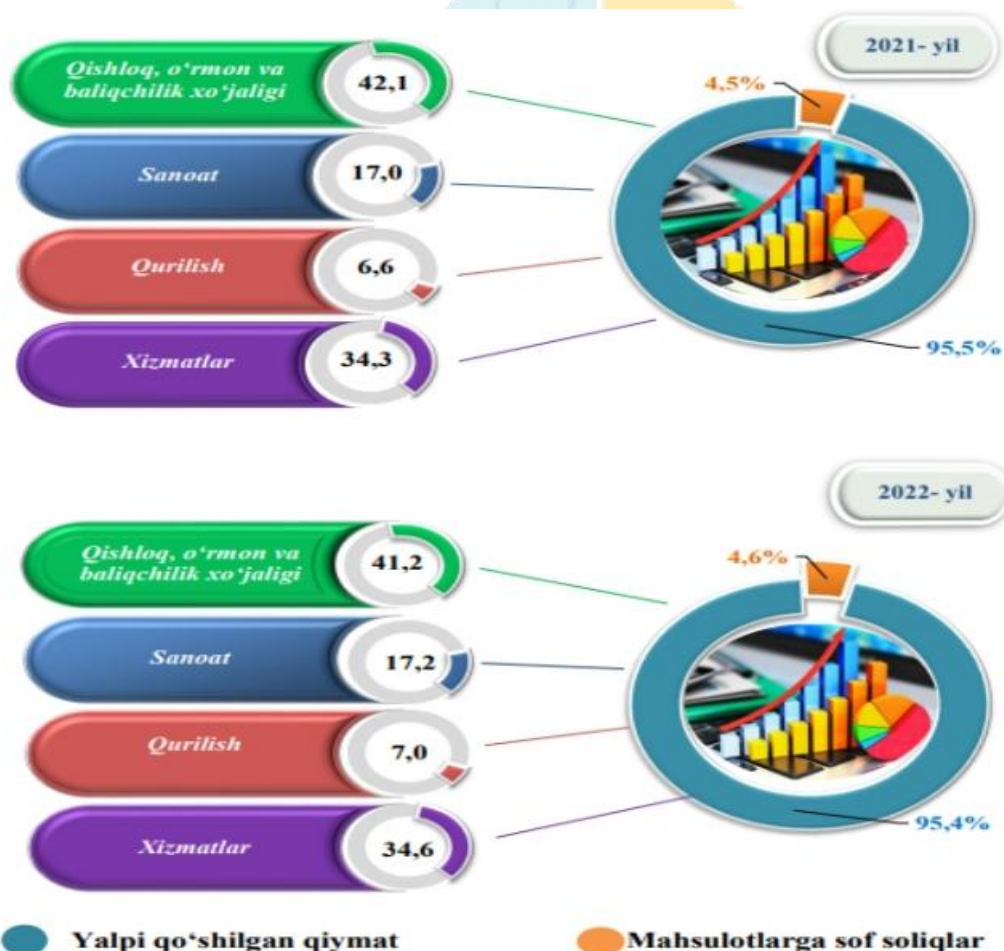 2021- yil
Qishloq, o‘rmon va
baliqchilik xo‘jaligi
42,1
4,5%
Sanoat
17,0
Qurilish
6,6
Xizmatlar
34,3
95,5%
2022- yil
Qishloq, o‘rmon va
baliqchilik xo‘jaligi
41,2
4,6%
Sanoat
17,2
Qurilish
7,0
Xizmatlar
34,6
95,4%
Yalpi qo‘shilgan qiymat
Mahsulotlarga sof soliqlar